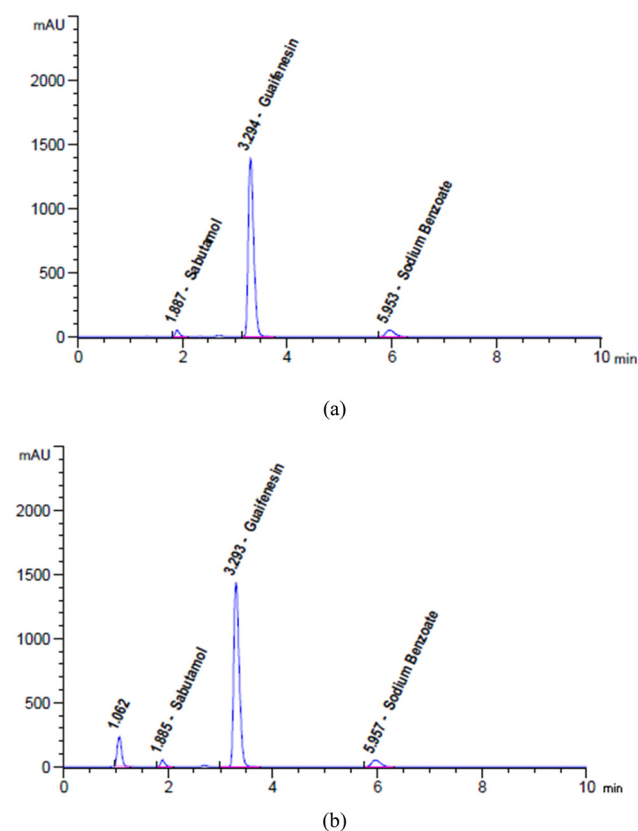 mAU
2000
1500
1000
500
0
1.887 - Sabutamol
3.294 - Guaifenesin
5.953 - Sodium Benzoate
0 2 4 6 8 10 min
(a)
mAU
2000
1500
1000
500
0
1.062
1.885 - Sabutamol
3.293 - Guaifenesin
5.957 - Sodium Benzoate
0 2 4 6 8 10 min
(b)